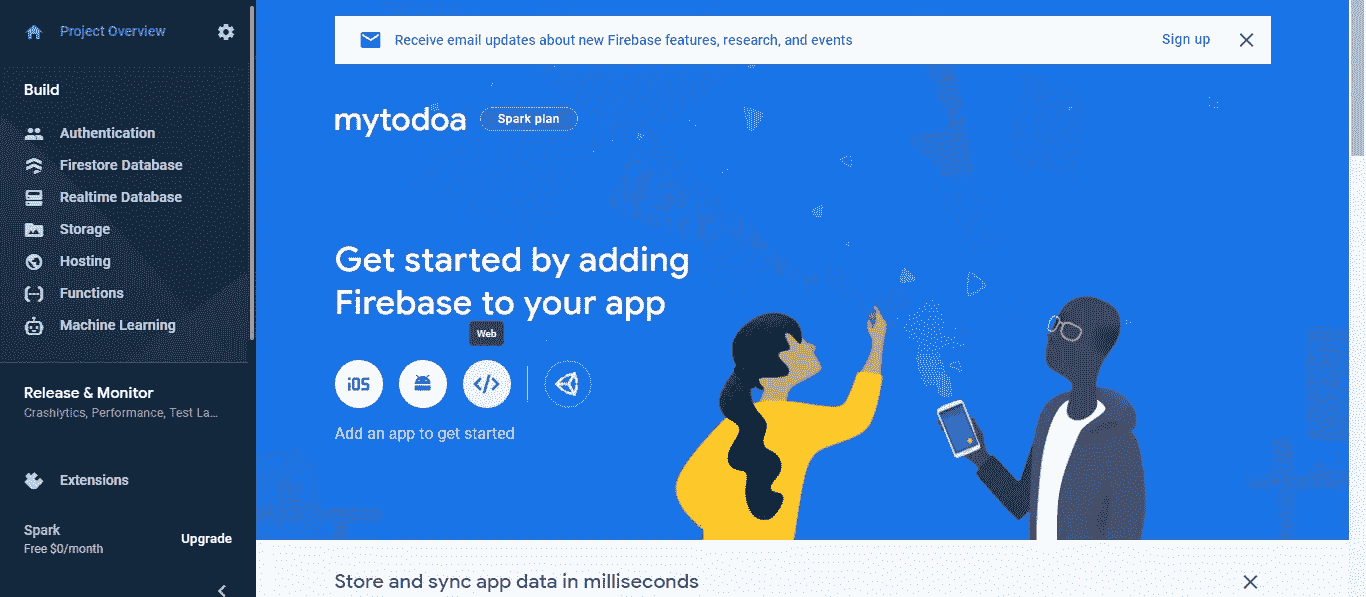 Project Overview
Build
Authentication
Firestore Database
Realtime Database
Storage
Hosting
Functions
Machine Learning
Release & Monitor
Crashlytics, Performance, Test La...
Extensions
Spark
Free $0/month
Upgrade
Receive email updates about new Firebase features, research, and events
Sign up
mytodoa
Spark plan
Get started by adding
Firebase to your app
Web
iOS
Add an app to get started
Store and sync app data in milliseconds